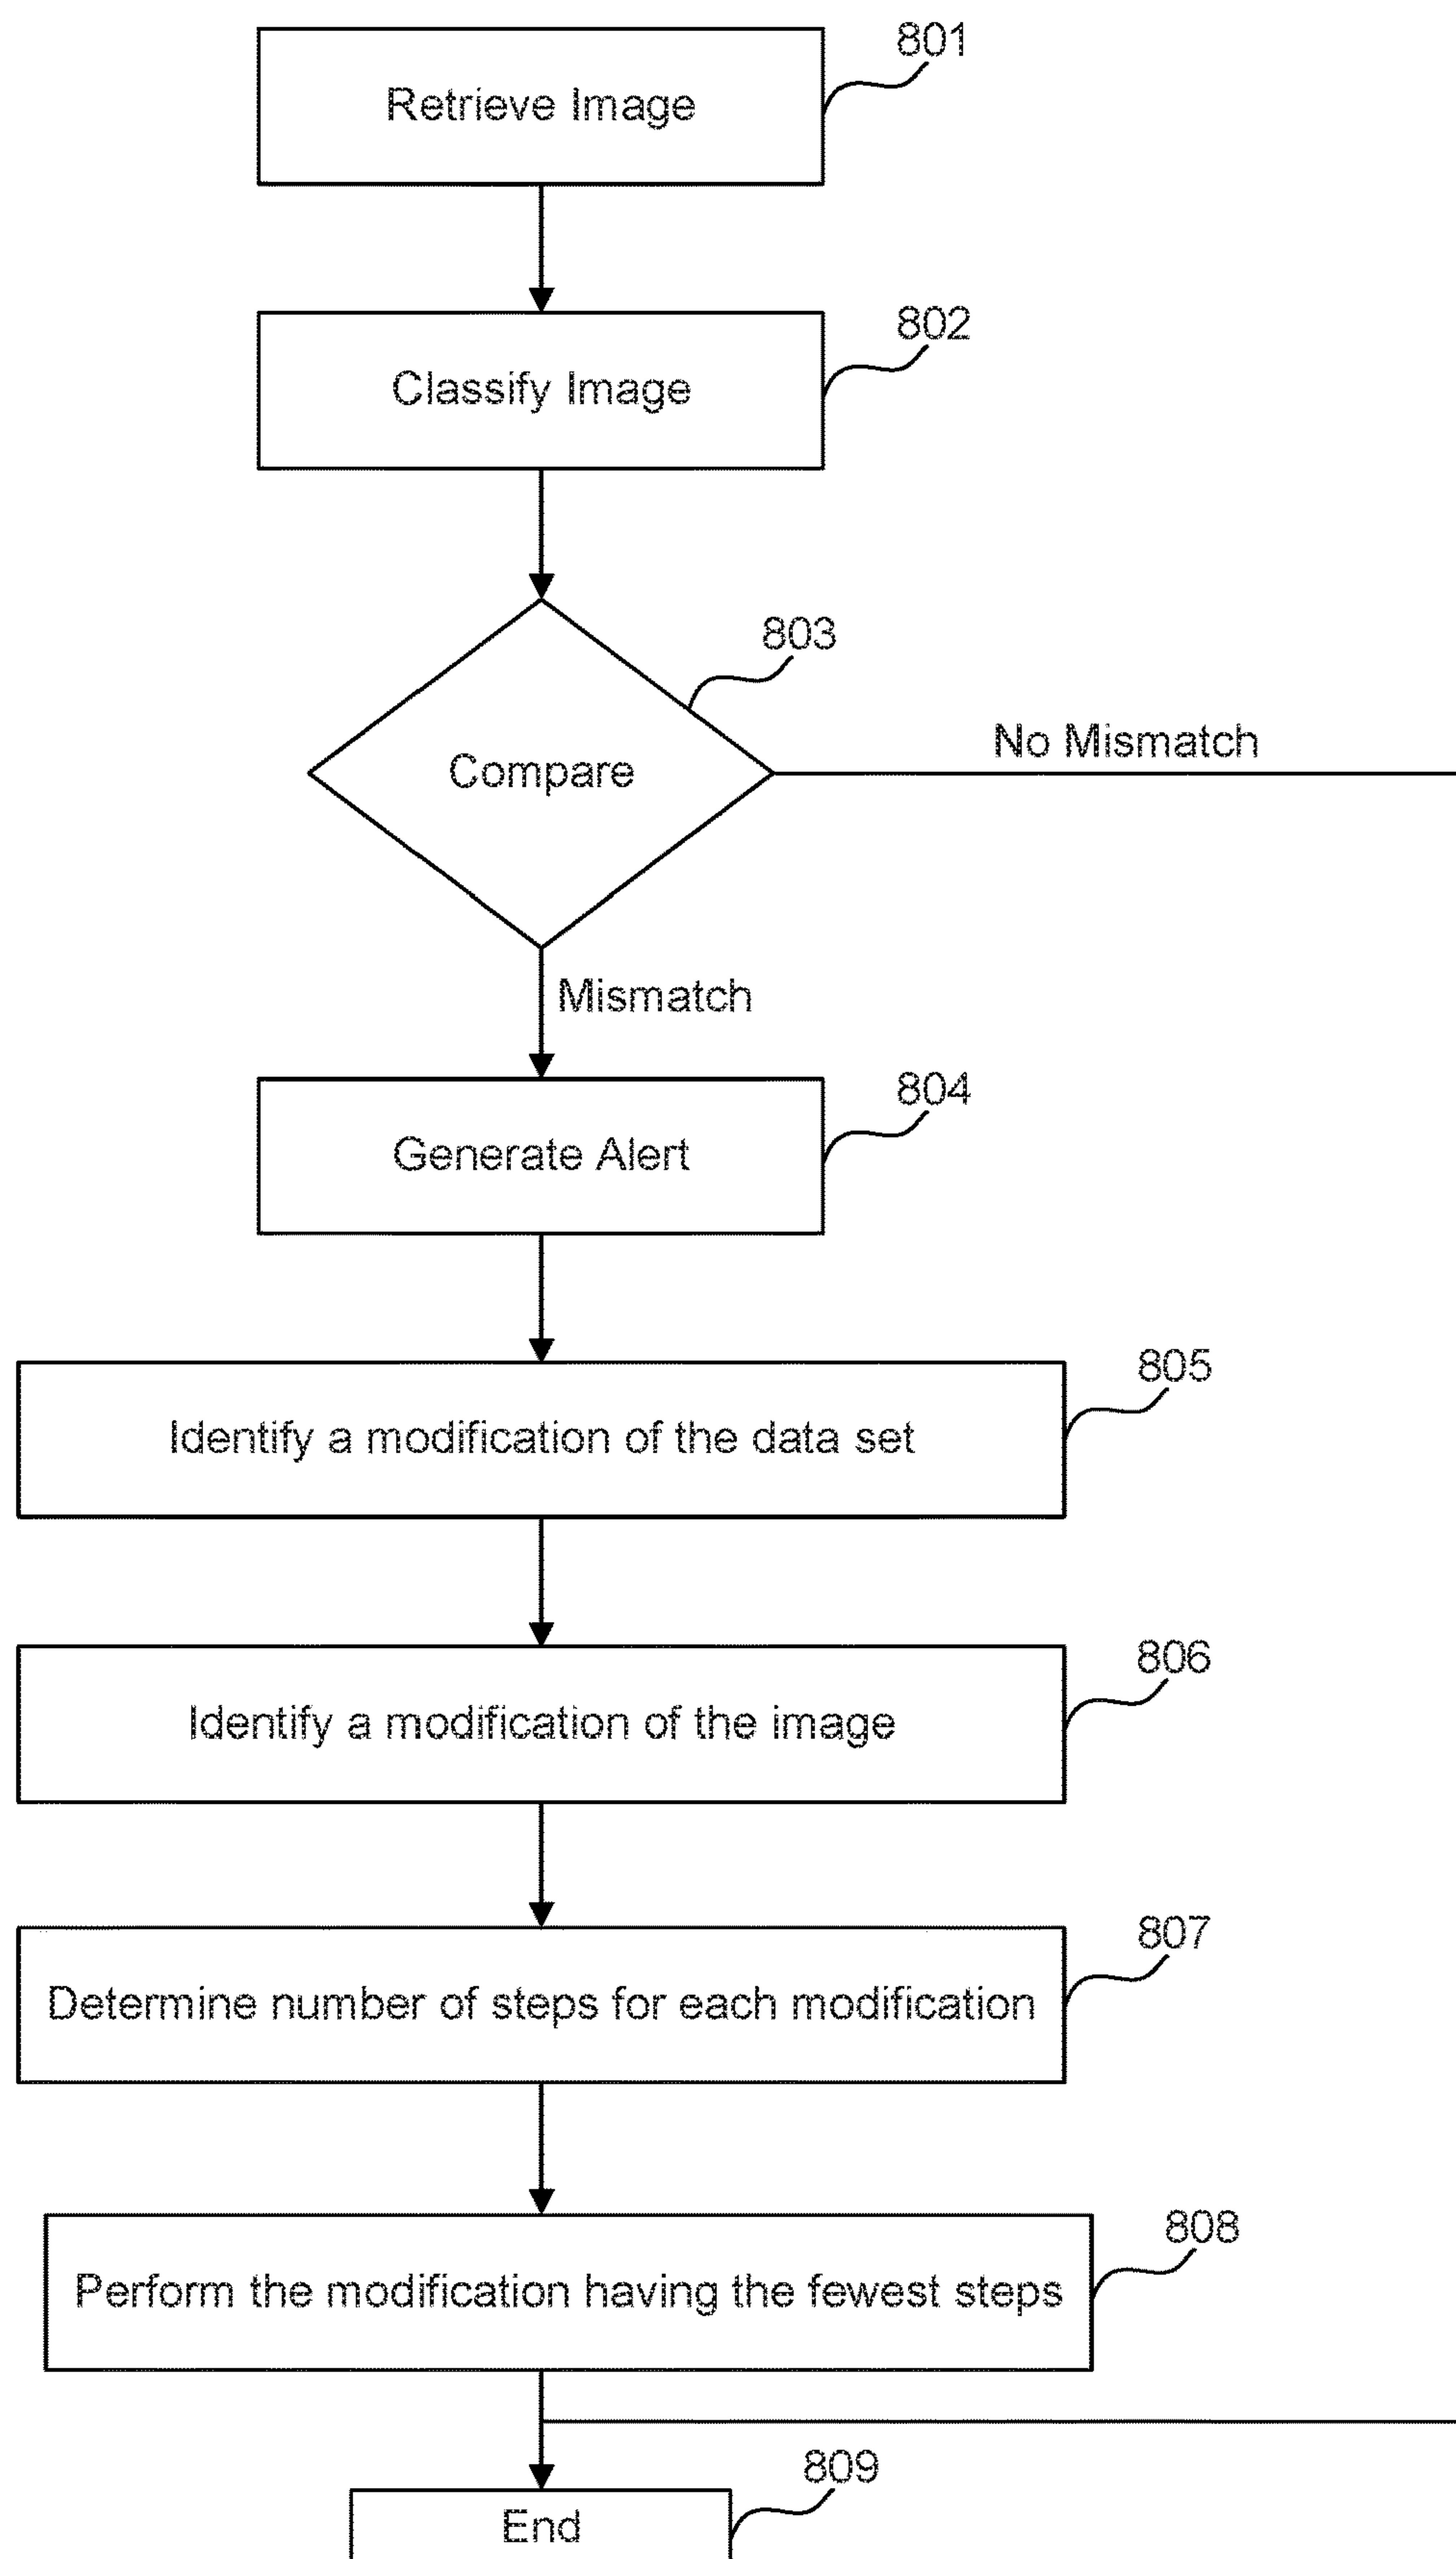 801
Retrieve Image
802
Classify Image
803
No Mismatch
Compare
Mismatch
804
Generate Alert
805
Identify a modification of the data set
806
Identify a modification of the image
807
Determine number of steps for each modification
808
Perform the modification having the fewest steps
809
End